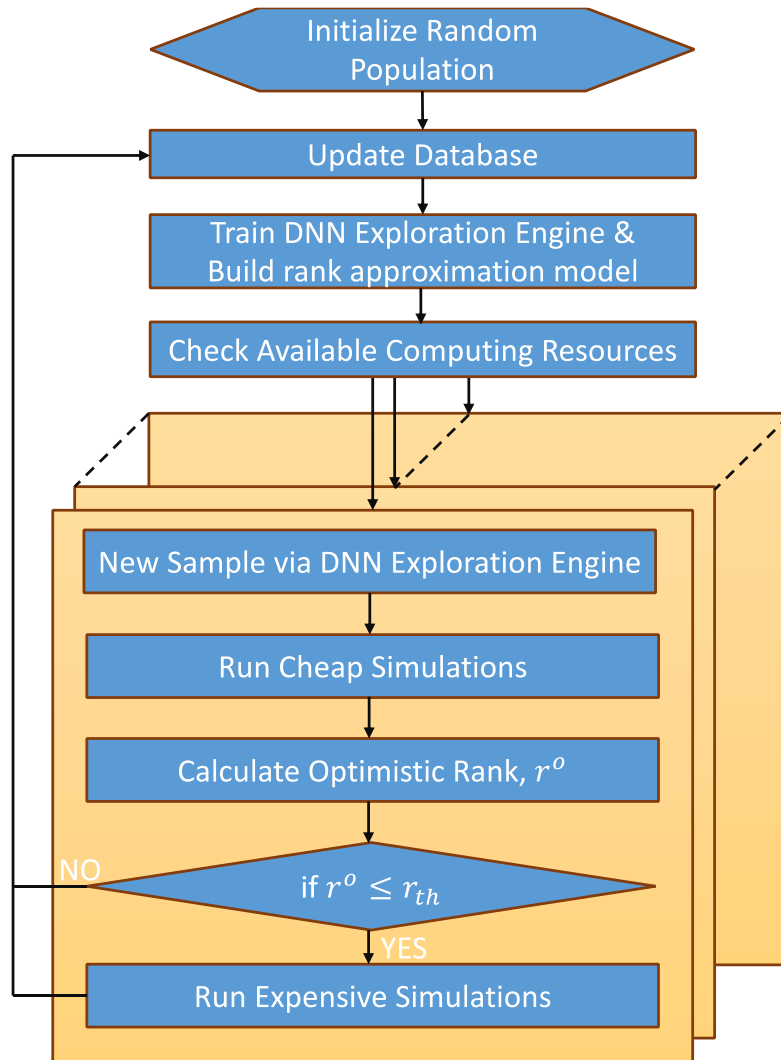 Initialize Random
Population
Update Database
Train DNN Exploration Engine &
Build rank approximation model
Check Available Computing Resources
New Sample via DNN Exploration Engine
Run Cheap Simulations
Calculate Optimistic Rank, r^o
NO
if r^o ≤ r_th
YES
Run Expensive Simulations